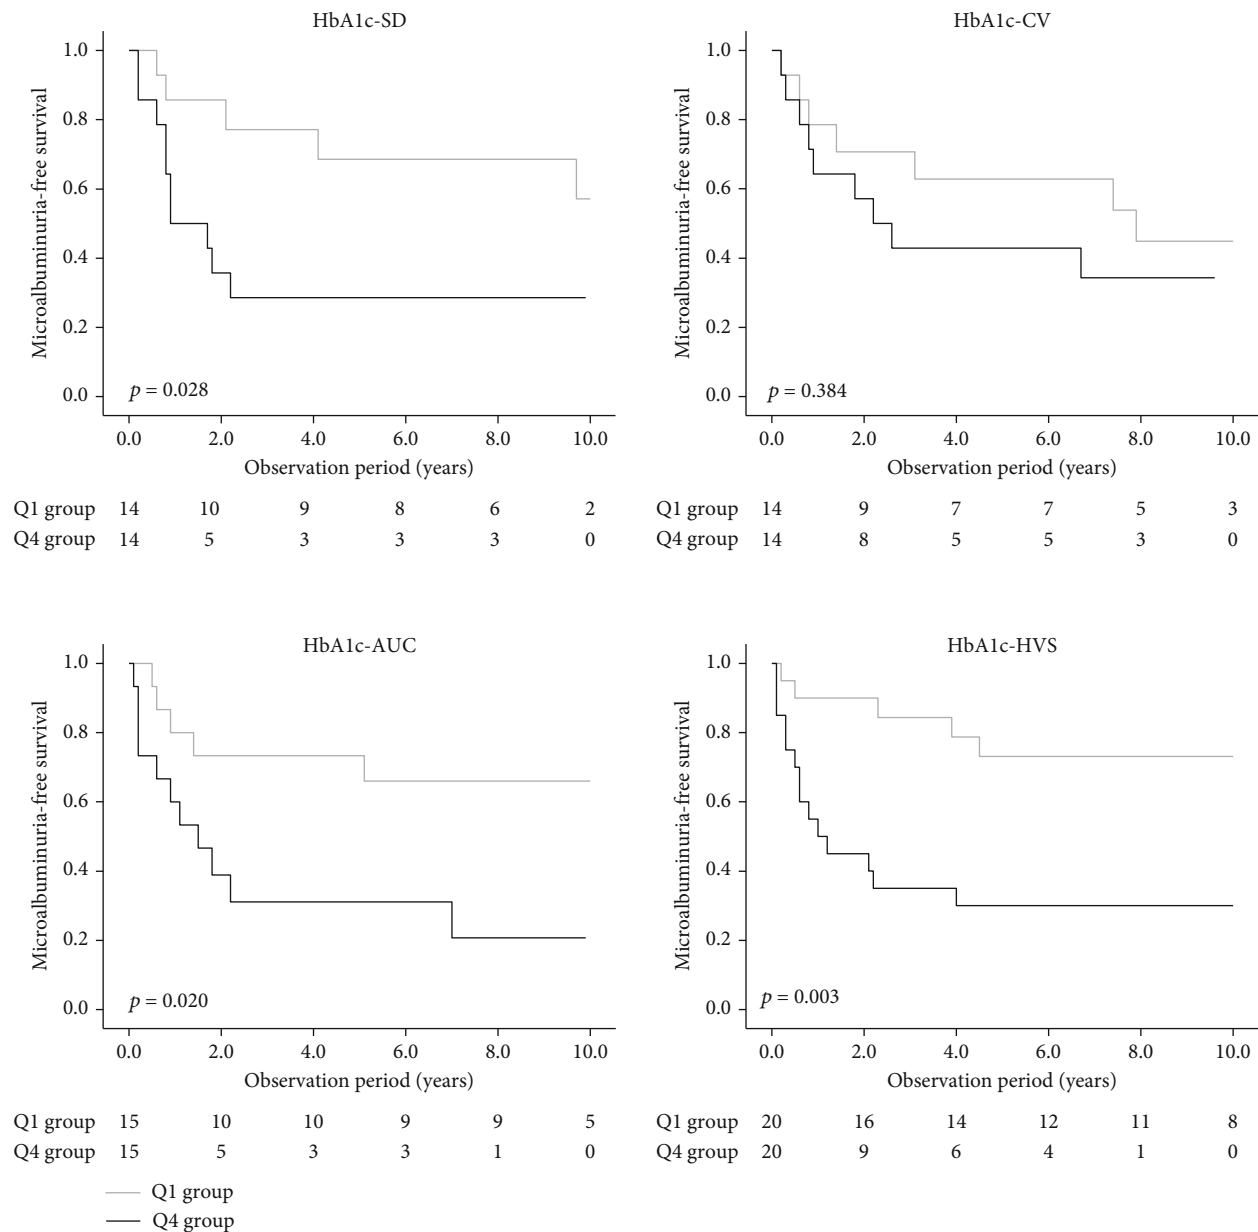 HbA1c-SD
Microalbuminuria-free survival
1.0
0.8
0.6
0.4
0.2
0.0
p = 0.028
0.0 2.0 4.0 6.0 8.0 10.0
Observation period (years)
Q1 group 14 10 9 8 6 2
Q4 group 14 5 3 3 3 0
HbA1c-CV
Microalbuminuria-free survival
1.0
0.8
0.6
0.4
0.2
0.0
p = 0.384
0.0 2.0 4.0 6.0 8.0 10.0
Observation period (years)
Q1 group 14 9 7 7 5 3
Q4 group 14 8 5 5 3 0
HbA1c-AUC
Microalbuminuria-free survival
1.0
0.8
0.6
0.4
0.2
0.0
p = 0.020
0.0 2.0 4.0 6.0 8.0 10.0
Observation period (years)
Q1 group 15 10 10 9 9 5
Q4 group 15 5 3 3 1 0
HbA1c-HVS
Microalbuminuria-free survival
1.0
0.8
0.6
0.4
0.2
0.0
p = 0.003
0.0 2.0 4.0 6.0 8.0 10.0
Observation period (years)
Q1 group 20 16 14 12 11 8
Q4 group 20 9 6 4 1 0
Q1 group
Q4 group